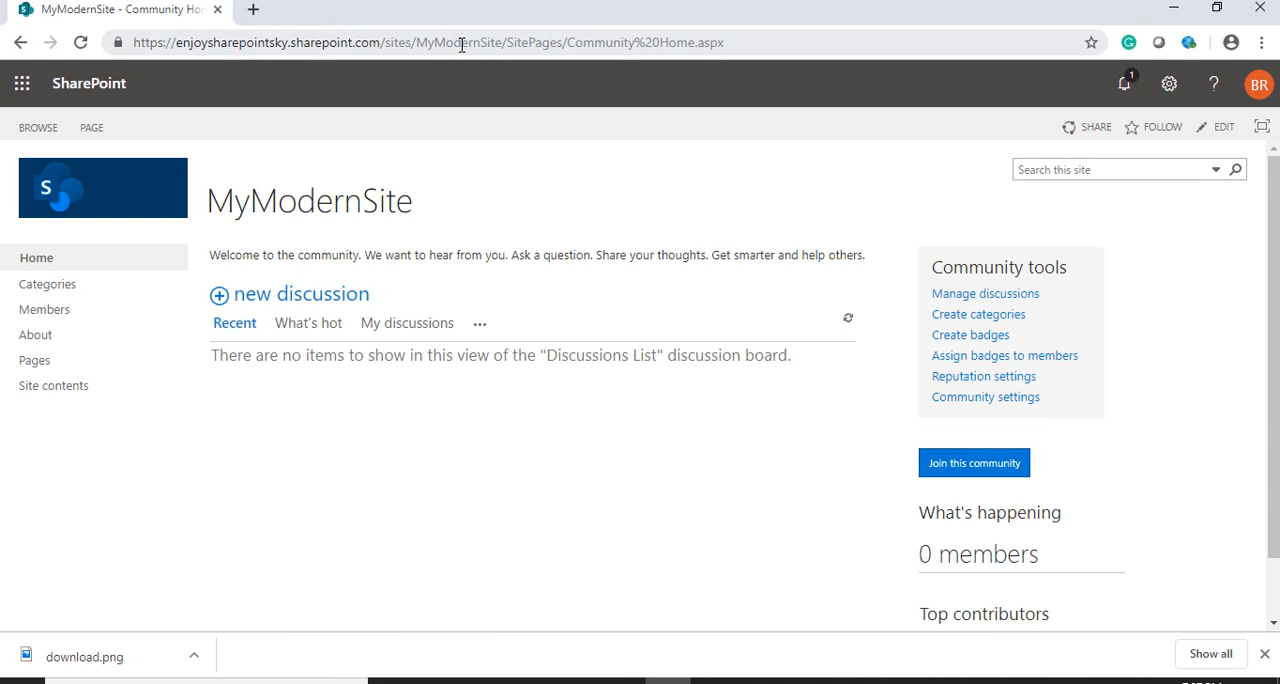 MyModernSite - Community Hor
https://enjoysharepointsky.sharepoint.com/sites/MyModernSite/SitePages/Community%20Home.aspx
SharePoint
1
BR
BROWSE PAGE
SHARE FOLLOW EDIT
S
MyModernSite
Search this site
Home
Categories
Members
About
Pages
Site contents
Welcome to the community. We want to hear from you. Ask a question. Share your thoughts. Get smarter and help others.
new discussion
Recent What's hot My discussions ...
There are no items to show in this view of the "Discussions List" discussion board.
Community tools
Manage discussions
Create categories
Create badges
Assign badges to members
Reputation settings
Community settings
Join this community
What's happening
0 members
Top contributors
download.png
Show all